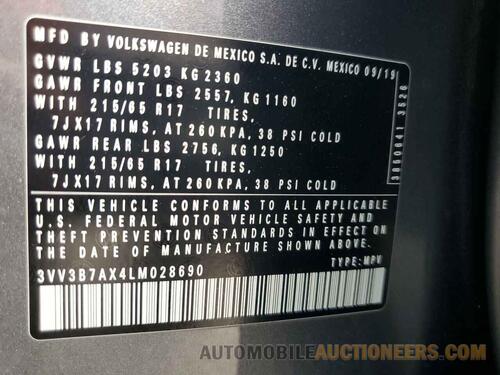 MFD BY VOLKSWAGEN DE MEXICO S.A. DE C.V. MEXICO 09/19
GVWR LBS 5203 KG 2360
GAWR FRONT LBS 2557, KG 1160
WITH 215/65 R17 TIRES,
7JX17 RIMS, AT 260 KPA, 38 PSI COLD
GAWR REAR LBS 2756, KG 1250
WITH 215/65 R17 TIRES,
7JX17 RIMS, AT 260 KPA, 38 PSI COLD
THIS VEHICLE CONFORMS TO ALL APPLICABLE
U.S. FEDERAL MOTOR VEHICLE SAFETY AND
THEFT PREVENTION STANDARDS IN EFFECT ON
THE DATE OF MANUFACTURE SHOWN ABOVE.
3VV3B7AX4LM028690 TYPE: MPV
3850641 3526
AUTOMOBILEAUCTIONEERS.COM